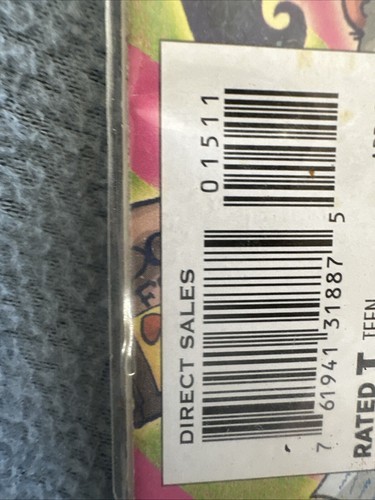 01511
DIRECT SALES
7 61941 31887 5
RATED T TEEN